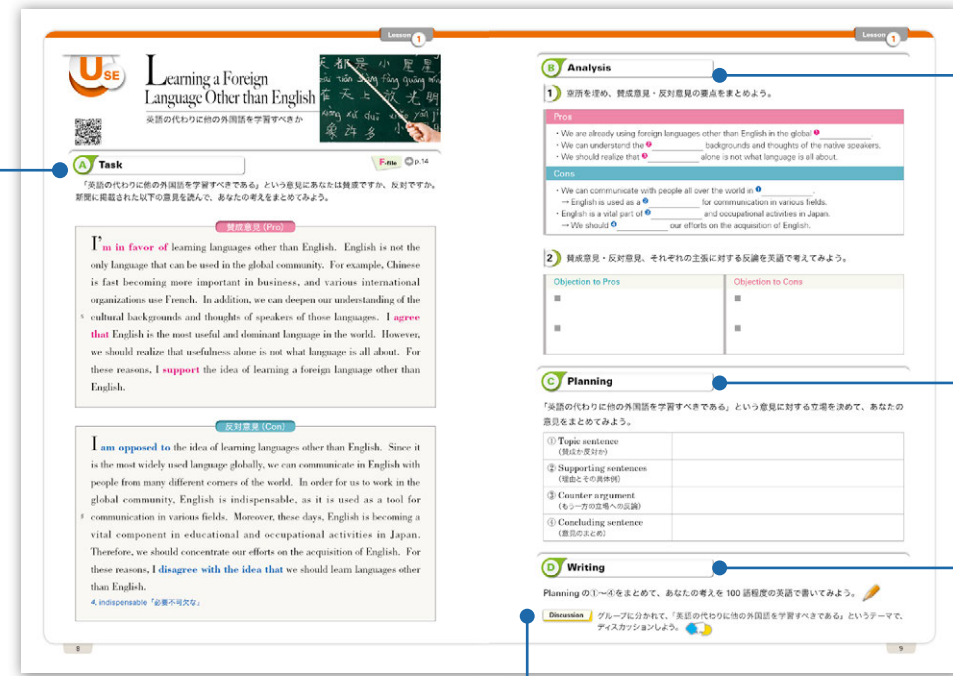 Lesson 1
USE
Learning a Foreign
Language Other than English
英語の代わりに他の外国語を学習すべきか
A Task
F-file p.14
「英語の代わりに他の外国語を学習すべきである」という意見にあなたは賛成ですか、反対ですか。
新聞に掲載された以下の意見を読んで、あなたの考えをまとめてみよう。
賛成意見 (Pro)
I'm in favor of learning languages other than English. English is not the
only language that can be used in the global community. For example, Chinese
is fast becoming more important in business, and various international
organizations use French. In addition, we can deepen our understanding of the
5 cultural backgrounds and thoughts of speakers of those languages. I agree
that English is the most useful and dominant language in the world. However,
we should realize that usefulness alone is not what language is all about. For
these reasons, I support the idea of learning a foreign language other than
English.
反対意見 (Con)
I am opposed to the idea of learning languages other than English. Since it
is the most widely used language globally, we can communicate in English with
people from many different corners of the world. In order for us to work in the
global community, English is indispensable, as it is used as a tool for
5 communication in various fields. Moreover, these days, English is becoming a
vital component in educational and occupational activities in Japan.
Therefore, we should concentrate our efforts on the acquisition of English. For
these reasons, I disagree with the idea that we should learn languages other
than English.
4. indispensable「必要不可欠な」
8
Lesson 1
B Analysis
1 空所を埋め、賛成意見・反対意見の要点をまとめよう。
Pros
・We are already using foreign languages other than English in the global ❶ ________.
・We can understand the ❷ ________ backgrounds and thoughts of the native speakers.
・We should realize that ❸ ________ alone is not what language is all about.
Cons
・We can communicate with people all over the world in ❶ ________.
→ English is used as a ❷ ________ for communication in various fields.
・English is a vital part of ❸ ________ and occupational activities in Japan.
→ We should ❹ ________ our efforts on the acquisition of English.
2 賛成意見・反対意見、それぞれの主張に対する反論を英語で考えてみよう。
Objection to Pros Objection to Cons
C Planning
「英語の代わりに他の外国語を学習すべきである」という意見に対する立場を決めて、あなたの
意見をまとめてみよう。
① Topic sentence
(賛成か反対か)
② Supporting sentences
(理由とその具体例)
③ Counter argument
(もう一方の立場への反論)
④ Concluding sentence
(意見のまとめ)
D Writing
Planning の①～④をまとめて、あなたの考えを 100 語程度の英語で書いてみよう。
Discussion グループに分かれて、「英語の代わりに他の外国語を学習すべきである」というテーマで、
ディスカッションしよう。
9